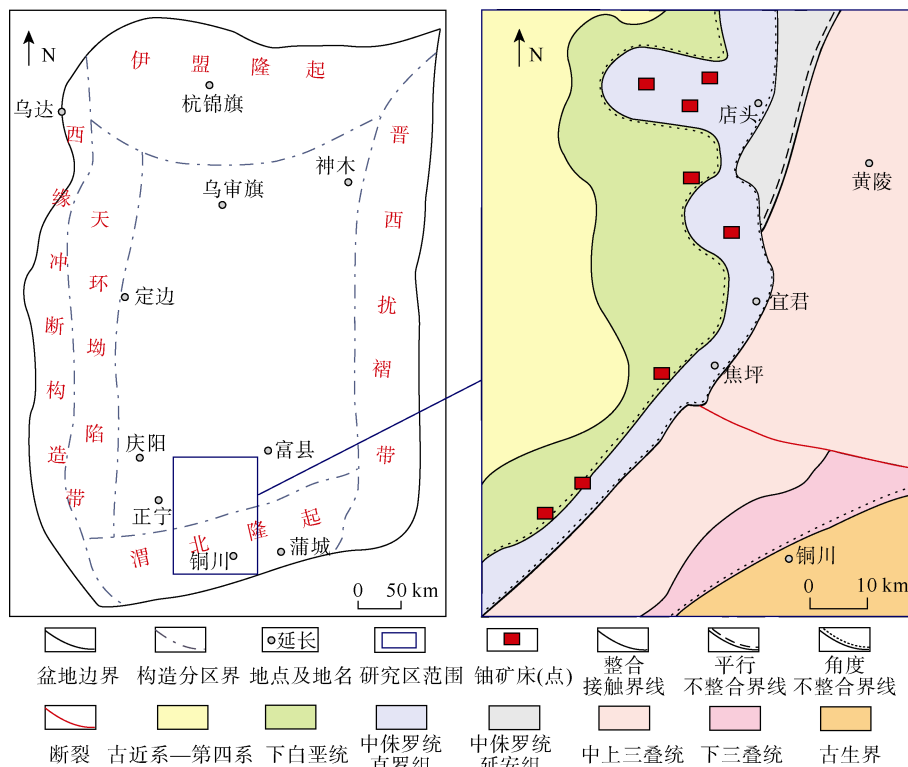 N
伊盟隆起
杭锦旗
乌达
西缘冲断构造带
天环坳陷
晋西扰褶带
神木
乌审旗
定边
庆阳
富县
正宁
渭北隆起
铜川
蒲城
0 50 km
N
店头
黄陵
宜君
焦坪
铜川
0 10 km
延长
盆地边界
构造分区界
地点及地名
研究区范围
铀矿床(点)
整合
接触界线
平行
不整合界线
角度
不整合界线
断裂
古近系—第四系
下白垩统
中侏罗统
直罗组
中侏罗统
延安组
中上三叠统
下三叠统
古生界